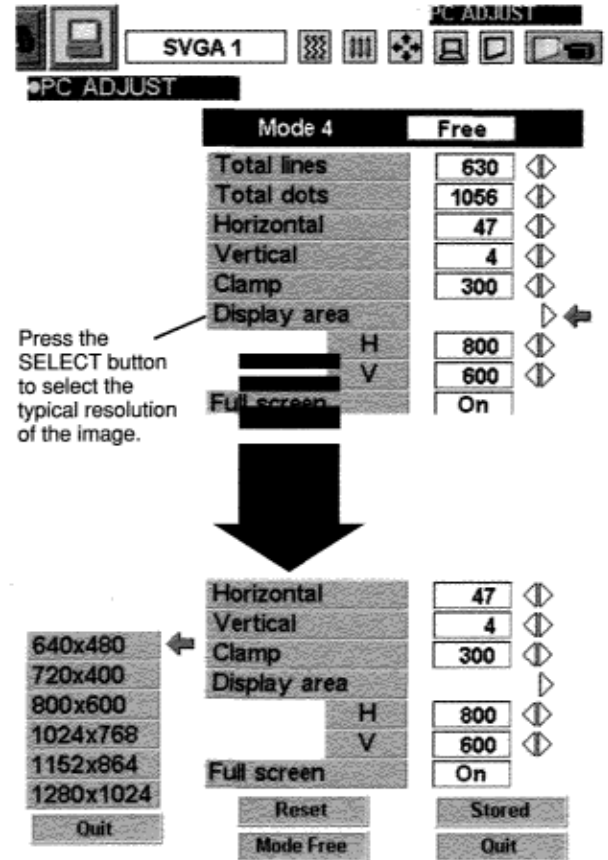 PC ADJUST
SVGA 1
●PC ADJUST
Mode 4 Free
Total lines 630
Total dots 1056
Horizontal 47
Vertical 4
Clamp 300
Display area
H 800
V 600
Full screen On
Press the
SELECT button
to select the
typical resolution
of the image.
Horizontal 47
Vertical 4
Clamp 300
Display area
H 800
V 600
Full screen On
640x480
720x400
800x600
1024x768
1152x864
1280x1024
Quit
Reset Stored
Mode Free Quit